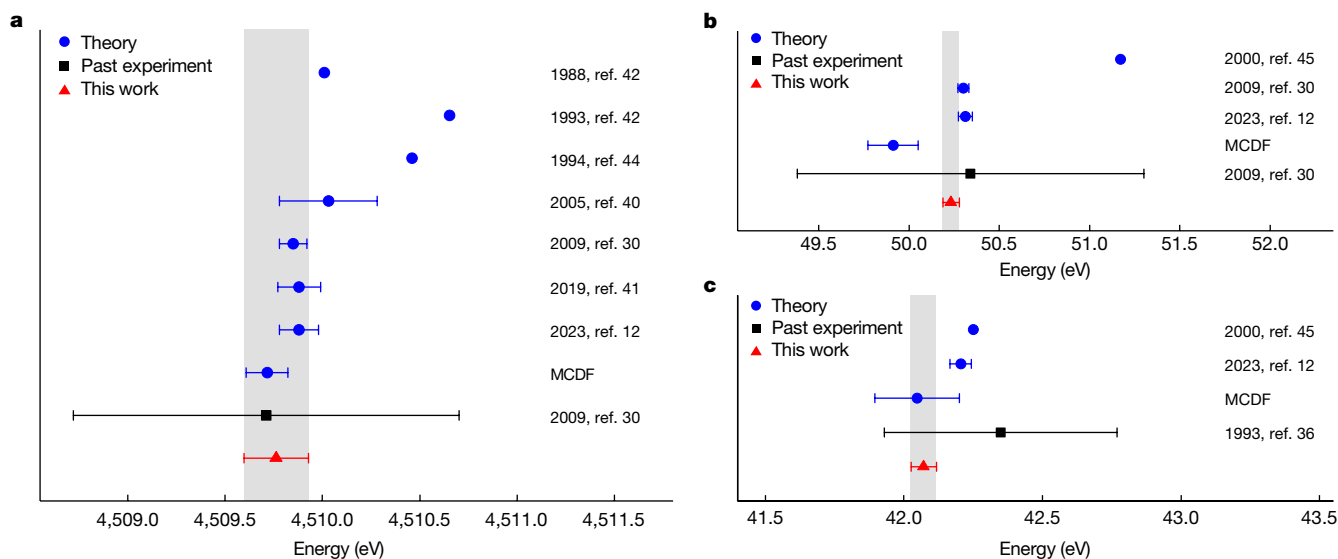 a
Theory
Past experiment
This work
1988, ref. 42
1993, ref. 42
1994, ref. 44
2005, ref. 40
2009, ref. 30
2019, ref. 41
2023, ref. 12
MCDF
2009, ref. 30
4,509.0 4,509.5 4,510.0 4,510.5 4,511.0 4,511.5
Energy (eV)
b
Theory
Past experiment
This work
2000, ref. 45
2009, ref. 30
2023, ref. 12
MCDF
2009, ref. 30
49.5 50.0 50.5 51.0 51.5 52.0
Energy (eV)
c
Theory
Past experiment
This work
2000, ref. 45
2023, ref. 12
MCDF
1993, ref. 36
41.5 42.0 42.5 43.0 43.5
Energy (eV)